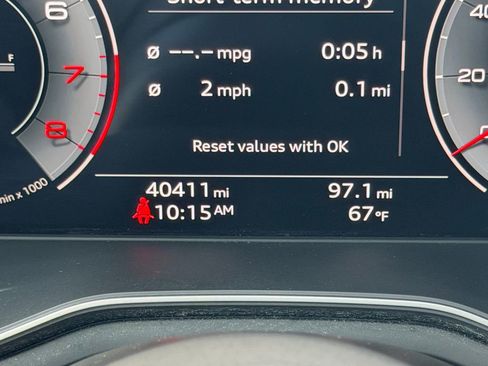 Short-term memory
6
7
8
F
min x 1000
ø --.- mpg 0:05 h
ø 2 mph 0.1 mi
Reset values with OK
40411 mi 97.1 mi
10:15 AM 67°F
40
20